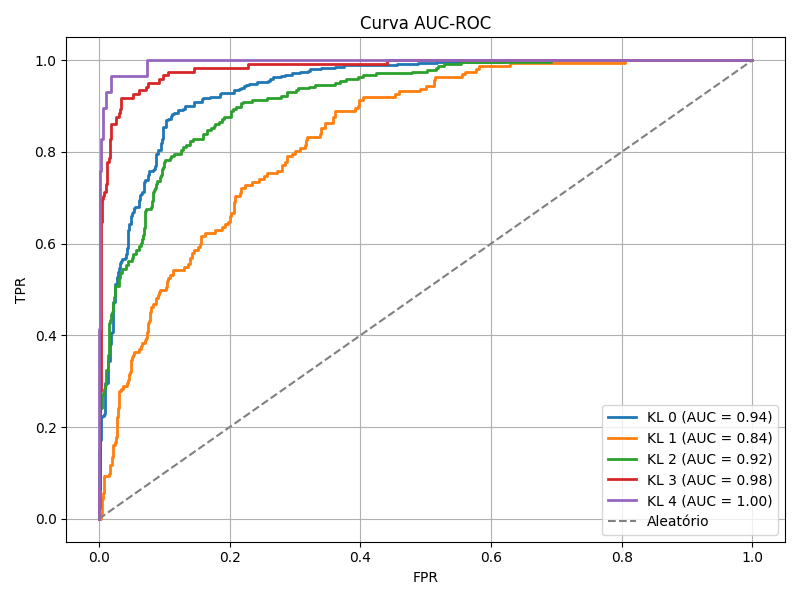 Curva AUC-ROC
TPR
1.0
0.8
0.6
0.4
0.2
0.0
0.0 0.2 0.4 0.6 0.8 1.0
FPR
KL 0 (AUC = 0.94)
KL 1 (AUC = 0.84)
KL 2 (AUC = 0.92)
KL 3 (AUC = 0.98)
KL 4 (AUC = 1.00)
Aleatório